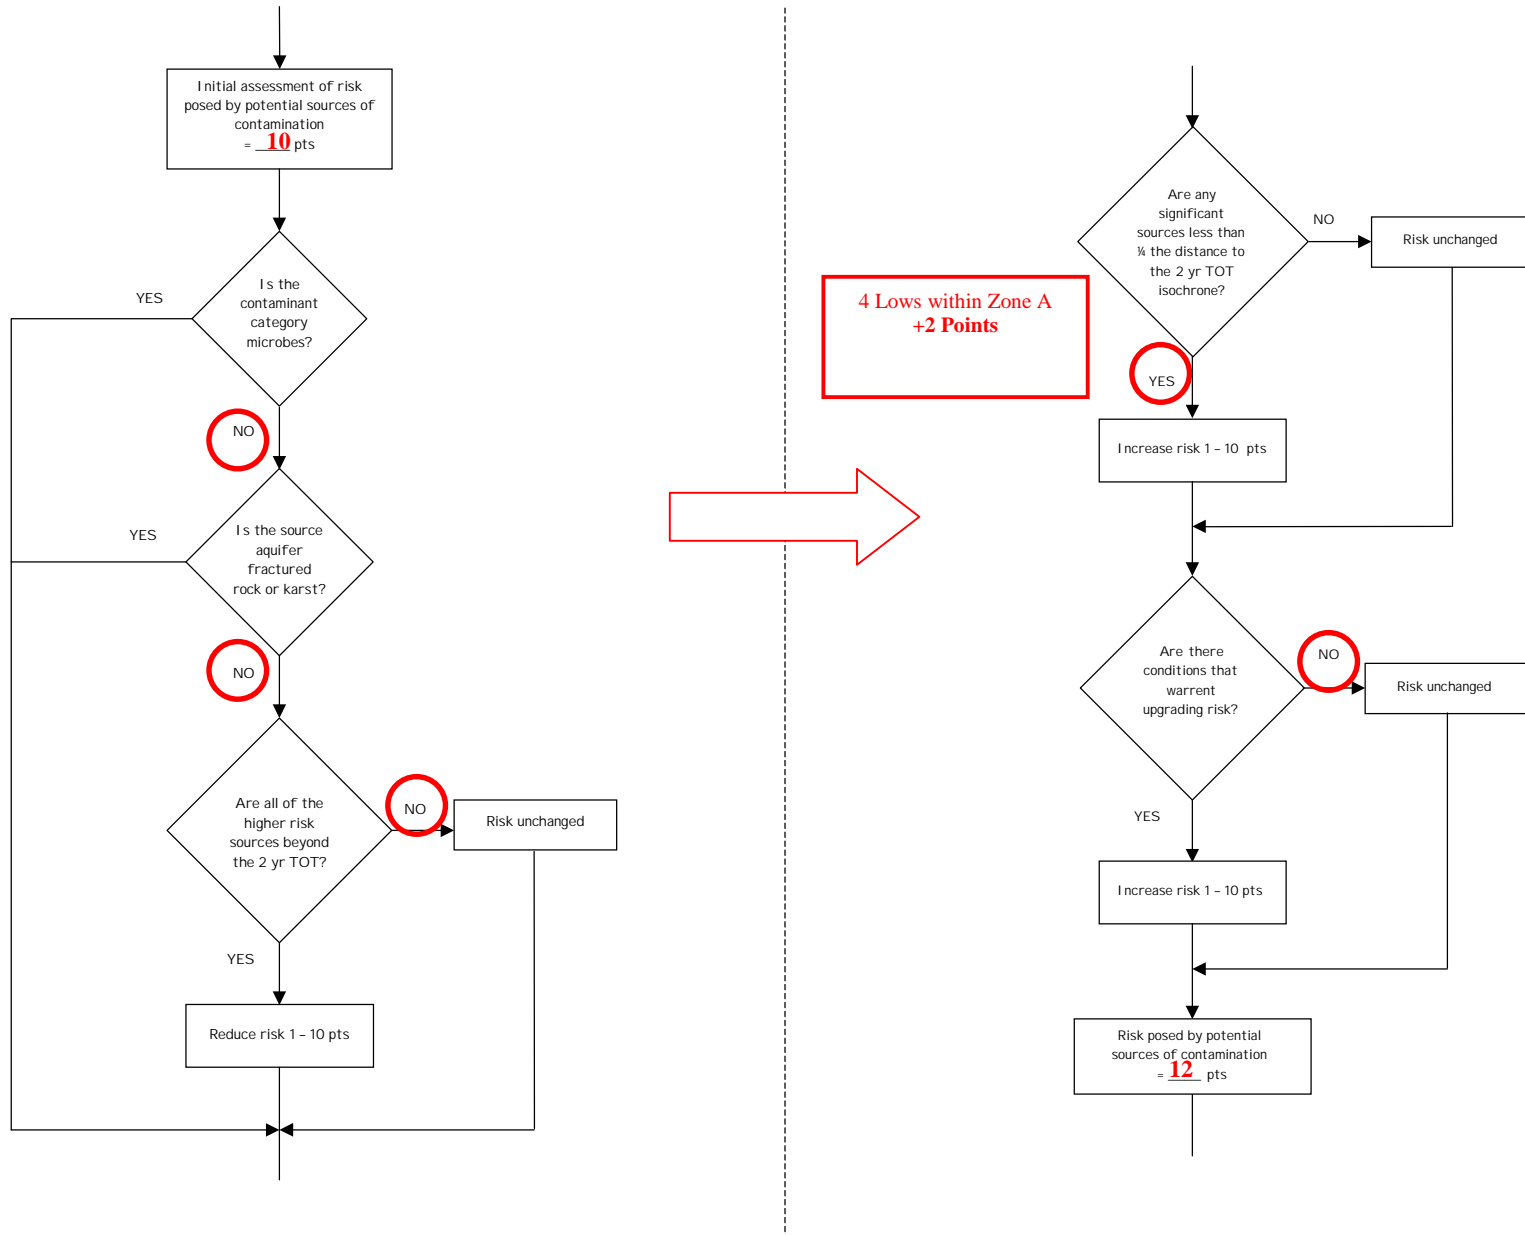 Initial assessment of risk
posed by potential sources of
contamination
= 10 pts
Is the
contaminant
category
microbes?
YES
NO
Is the source
aquifer
fractured
rock or karst?
YES
NO
Are all of the
higher risk
sources beyond
the 2 yr TOT?
NO
Risk unchanged
YES
Reduce risk 1 – 10 pts
Are any
significant
sources less than
¼ the distance to
the 2 yr TOT
isochrone?
NO
Risk unchanged
4 Lows within Zone A
+2 Points
YES
Increase risk 1 – 10 pts
Are there
conditions that
warrent
upgrading risk?
NO
Risk unchanged
YES
Increase risk 1 – 10 pts
Risk posed by potential
sources of contamination
= 12 pts